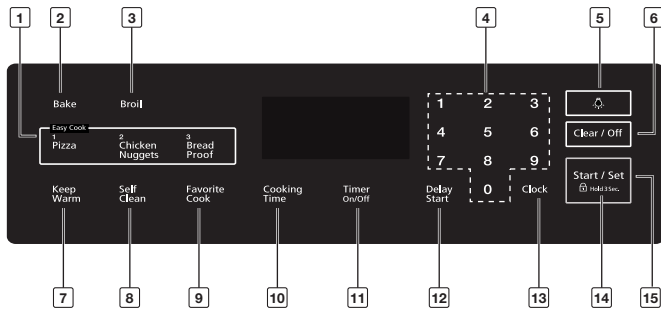 1 2 3 4 5 6
Bake Broil
1 2 3
Easy Cook
1 2 3
Pizza Chicken Nuggets Bread Proof
4 5 6
Clear / Off
7 8 9
Keep Warm Self Clean Favorite Cook Cooking Time Timer On/Off Delay Start 0 Clock
Start / Set
Hold 3 Sec.
7 8 9 10 11 12 13 14 15